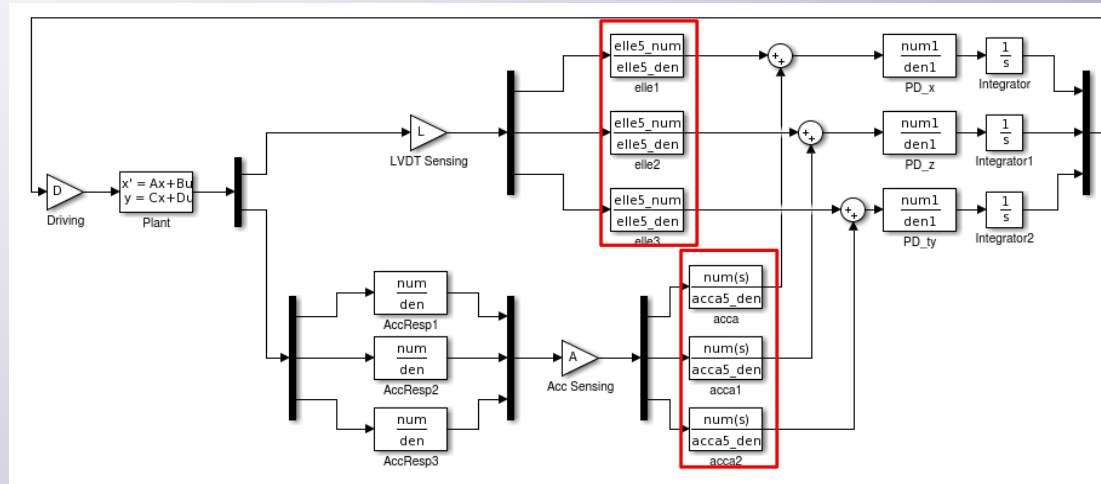 elle5_num
elle5_den
elle1
elle5_num
elle5_den
elle2
elle5_num
elle5_den
elle3
++
++
++
num1
den1
PD_x
num1
den1
PD_z
num1
den1
PD_ty
1
s
Integrator
1
s
Integrator1
1
s
Integrator2
L
LVDT Sensing
D
Driving
x' = Ax+Bu
y = Cx+Du
Plant
num
den
AccResp1
num
den
AccResp2
num
den
AccResp3
A
Acc Sensing
num(s)
acca5_den
acca
num(s)
acca5_den
acca1
num(s)
acca5_den
acca2